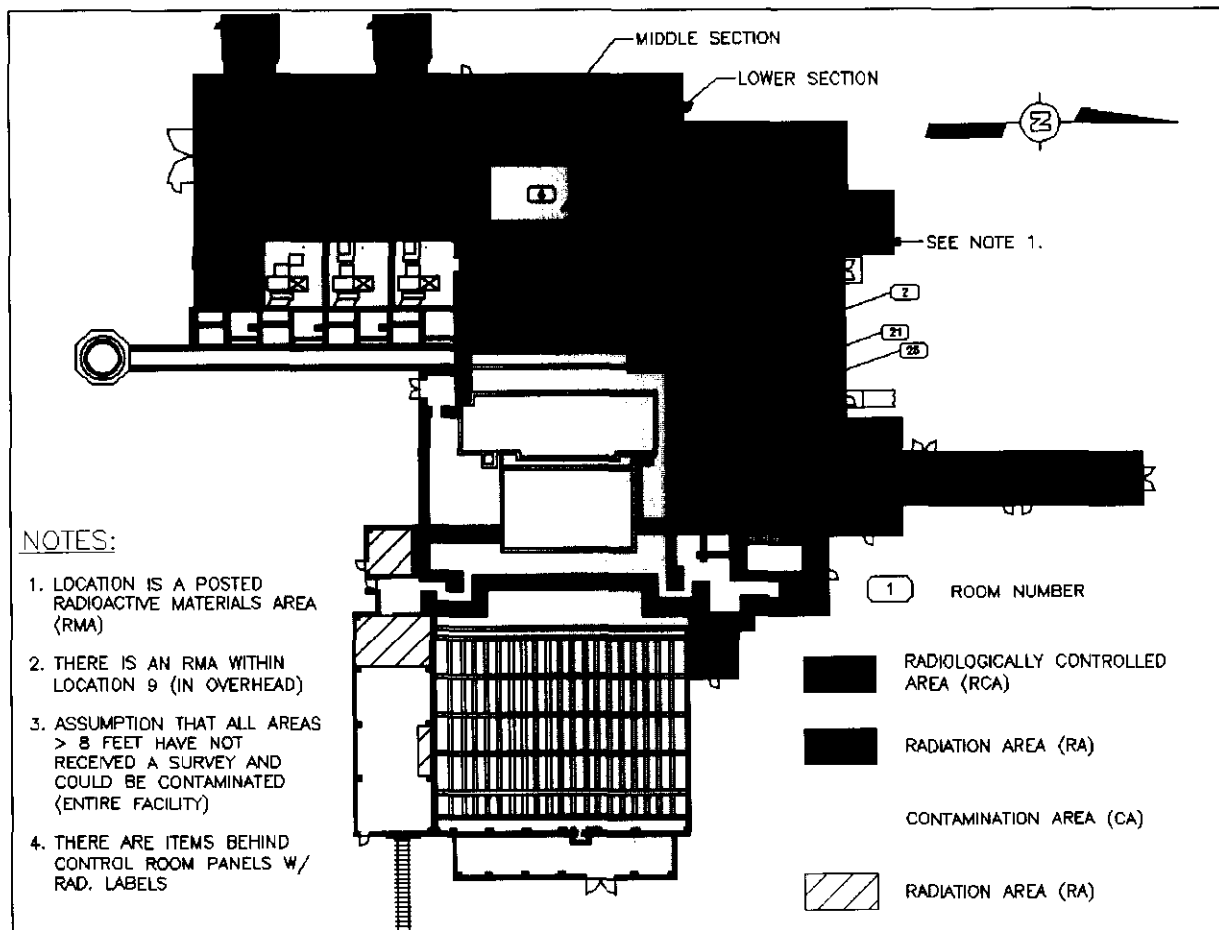 MIDDLE SECTION
LOWER SECTION
SEE NOTE 1.
2
21
25
NOTES:
1. LOCATION IS A POSTED
RADIOACTIVE MATERIALS AREA
(RMA)
2. THERE IS AN RMA WITHIN
LOCATION 9 (IN OVERHEAD)
3. ASSUMPTION THAT ALL AREAS
> 8 FEET HAVE NOT
RECEIVED A SURVEY AND
COULD BE CONTAMINATED
(ENTIRE FACILITY)
4. THERE ARE ITEMS BEHIND
CONTROL ROOM PANELS W/
RAD. LABELS
1 ROOM NUMBER
RADIOLOGICALLY CONTROLLED
AREA (RCA)
RADIATION AREA (RA)
CONTAMINATION AREA (CA)
RADIATION AREA (RA)